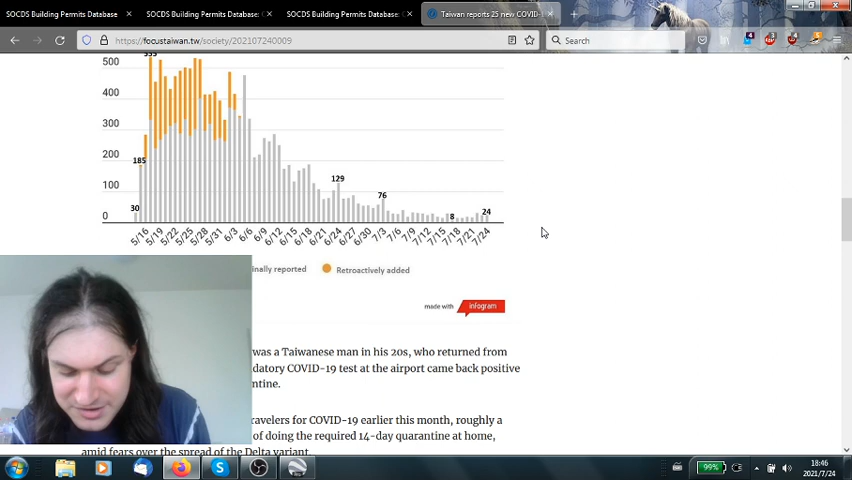 SOCDS Building Permits Database
SOCDS Building Permits Database: C
SOCDS Building Permits Database: C
Taiwan reports 25 new COVID-
https://focustaiwan.tw/society/202107240009
Search
4
3
4
5
500
400
300
200
100
0
535
185
30
129
76
8
24
5/16
5/19
5/22
5/25
5/28
5/31
6/3
6/6
6/9
6/12
6/15
6/18
6/21
6/24
6/27
6/30
7/3
7/6
7/9
7/12
7/15
7/18
7/21
7/24
inally reported
Retroactively added
made with infogram
was a Taiwanese man in his 20s, who returned from
datory COVID-19 test at the airport came back positive
ntine.
ravelers for COVID-19 earlier this month, roughly a
of doing the required 14-day quarantine at home,
amid fears over the spread of the Delta variant.
99%
18:46
2021/7/24